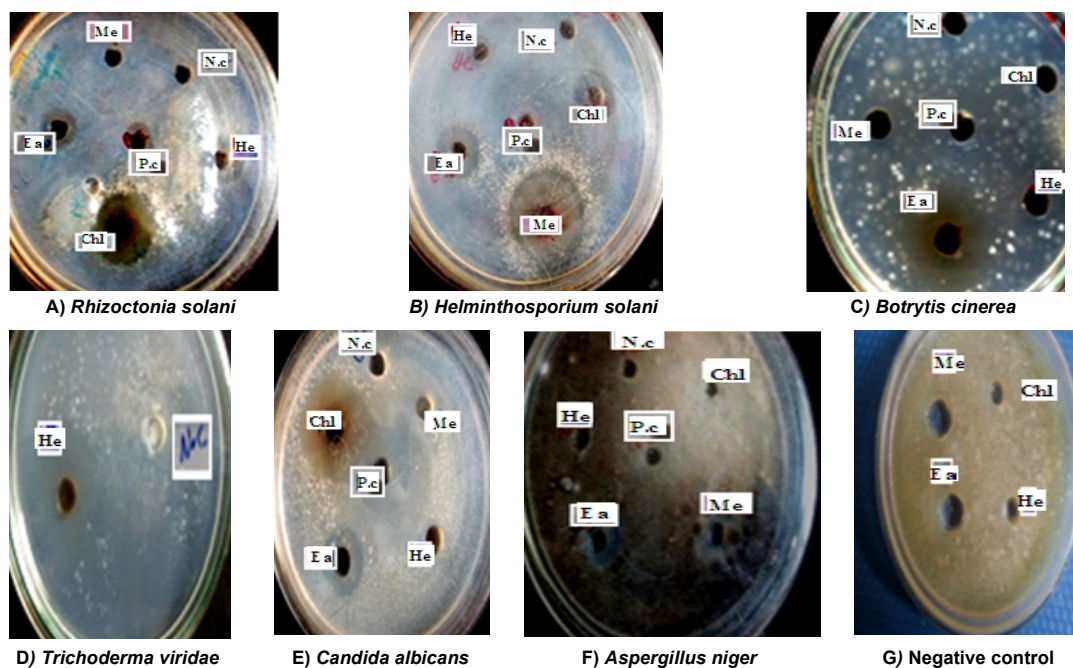 Me
N.c
Ea
P.c
He
Chl
A) Rhizoctonia solani
He
N.c
Chl
P.c
Ea
Me
B) Helminthosporium solani
N.c
Chl
Me
P.c
He
Ea
C) Botrytis cinerea
He
N.C
D) Trichoderma viridae
N.c
Chl
Me
P.c
Ea
He
E) Candida albicans
N.c
Chl
He
P.c
Ea
Me
F) Aspergillus niger
Me
Chl
Ea
He
G) Negative control